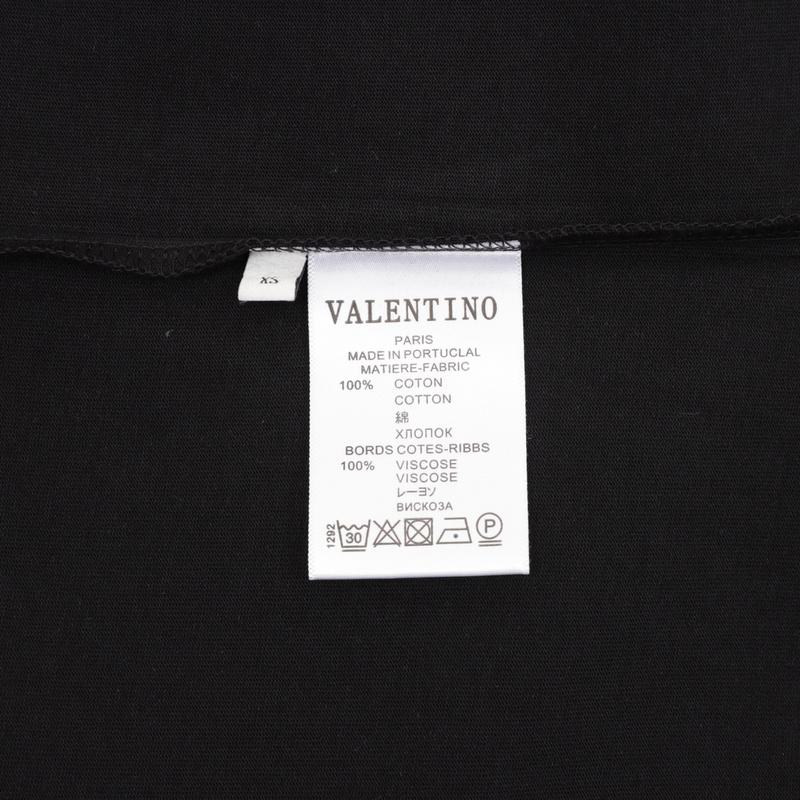 XS
VALENTINO
PARIS
MADE IN PORTUCLAL
MATIERE-FABRIC
100% COTON
COTTON
綿
ХЛОПОК
BORDS COTES-RIBBS
100% VISCOSE
VISCOSE
レーヨソ
ВИСКОЗА
1292 30 P